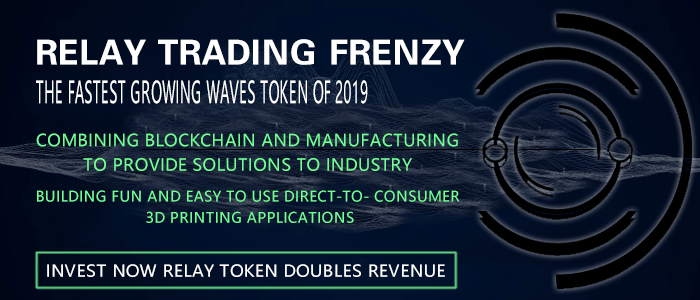 RELAY TRADING FRENZY
THE FASTEST GROWING WAVES TOKEN OF 2019
COMBINING BLOCKCHAIN AND MANUFACTURING
TO PROVIDE SOLUTIONS TO INDUSTRY
BUILDING FUN AND EASY TO USE DIRECT-TO- CONSUMER
3D PRINTING APPLICATIONS
INVEST NOW RELAY TOKEN DOUBLES REVENUE